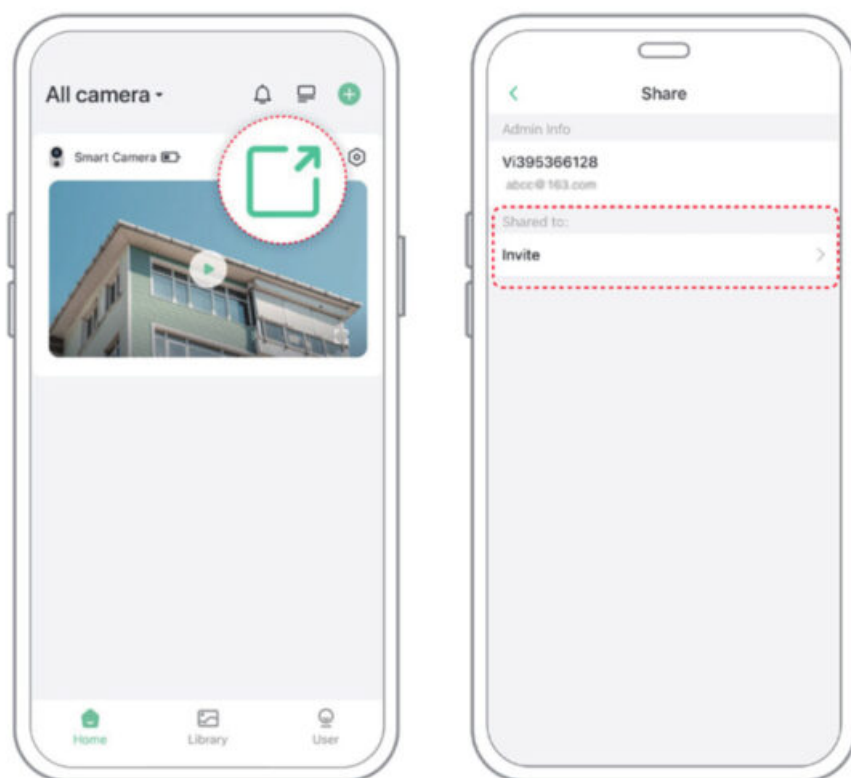 All camera
Smart Camera
Home
Library
User
Share
Admin Info
Vi395366128
abcc@163.com
Shared to:
Invite